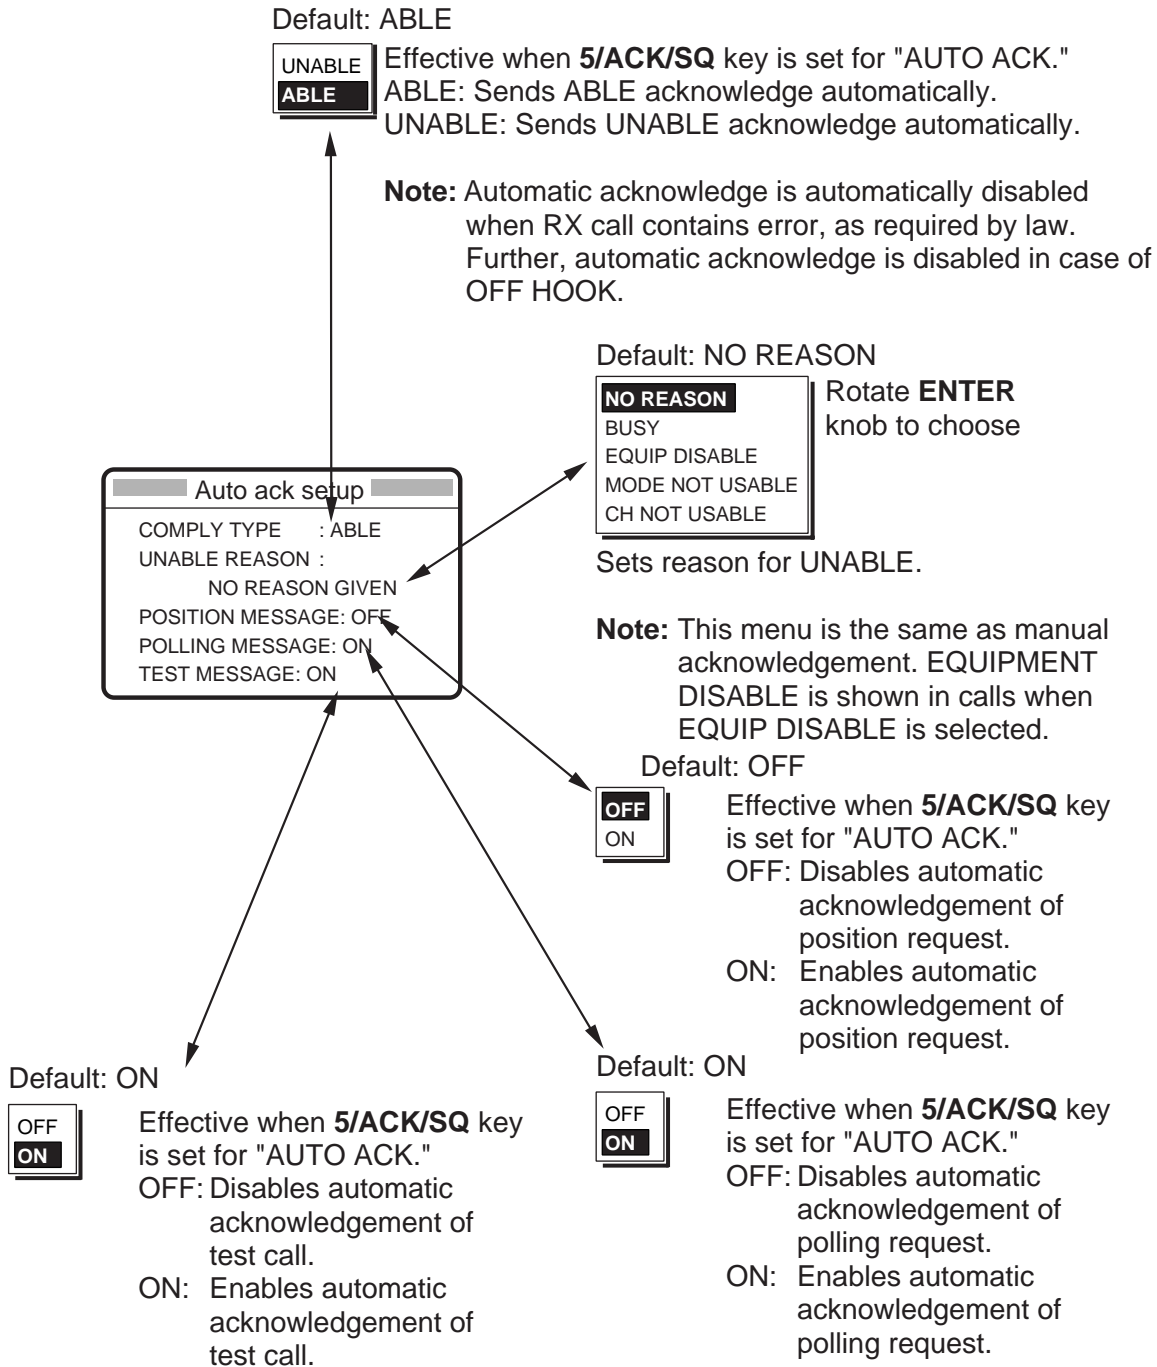 Default: ABLE
UNABLE
ABLE
Effective when 5/ACK/SQ key is set for "AUTO ACK."
ABLE: Sends ABLE acknowledge automatically.
UNABLE: Sends UNABLE acknowledge automatically.
Note: Automatic acknowledge is automatically disabled
when RX call contains error, as required by law.
Further, automatic acknowledge is disabled in case of
OFF HOOK.
Default: NO REASON
NO REASON
BUSY
EQUIP DISABLE
MODE NOT USABLE
CH NOT USABLE
Rotate ENTER
knob to choose
Sets reason for UNABLE.
Note: This menu is the same as manual
acknowledgement. EQUIPMENT
DISABLE is shown in calls when
EQUIP DISABLE is selected.
Auto ack setup
COMPLY TYPE : ABLE
UNABLE REASON :
NO REASON GIVEN
POSITION MESSAGE: OFF
POLLING MESSAGE: ON
TEST MESSAGE: ON
Default: OFF
OFF
ON
Effective when 5/ACK/SQ key
is set for "AUTO ACK."
OFF: Disables automatic
acknowledgement of
position request.
ON: Enables automatic
acknowledgement of
position request.
Default: ON
OFF
ON
Effective when 5/ACK/SQ key
is set for "AUTO ACK."
OFF: Disables automatic
acknowledgement of
test call.
ON: Enables automatic
acknowledgement of
test call.
Default: ON
OFF
ON
Effective when 5/ACK/SQ key
is set for "AUTO ACK."
OFF: Disables automatic
acknowledgement of
polling request.
ON: Enables automatic
acknowledgement of
polling request.